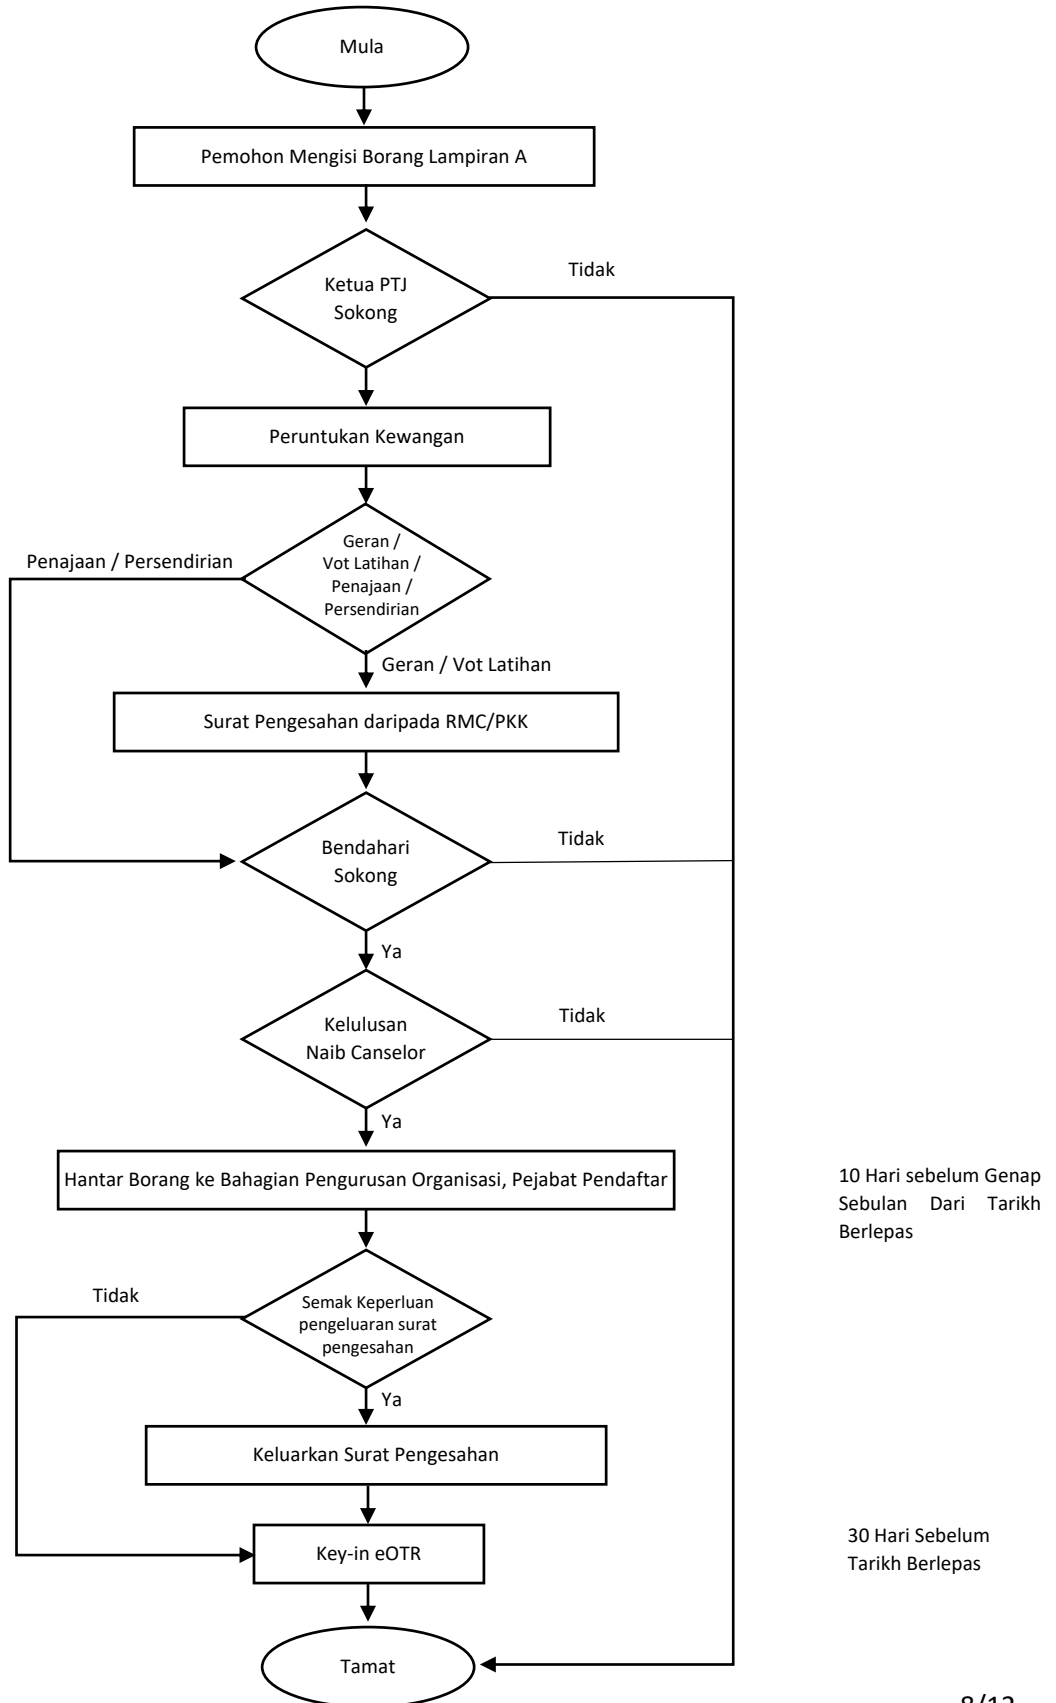 Mula
Pemohon Mengisi Borang Lampiran A
Ketua PTJ
Sokong
Tidak
Peruntukan Kewangan
Geran /
Vot Latihan /
Penajaan /
Persendirian
Penajaan / Persendirian
Geran / Vot Latihan
Surat Pengesahan daripada RMC/PKK
Bendahari
Sokong
Tidak
Ya
Kelulusan
Naib Canselor
Tidak
Ya
Hantar Borang ke Bahagian Pengurusan Organisasi, Pejabat Pendaftar
10 Hari sebelum Genap
Sebulan Dari Tarikh
Berlepas
Tidak
Semak Keperluan
pengeluaran surat
pengesahan
Ya
Keluarkan Surat Pengesahan
Key-in eOTR
30 Hari Sebelum
Tarikh Berlepas
Tamat
8/12